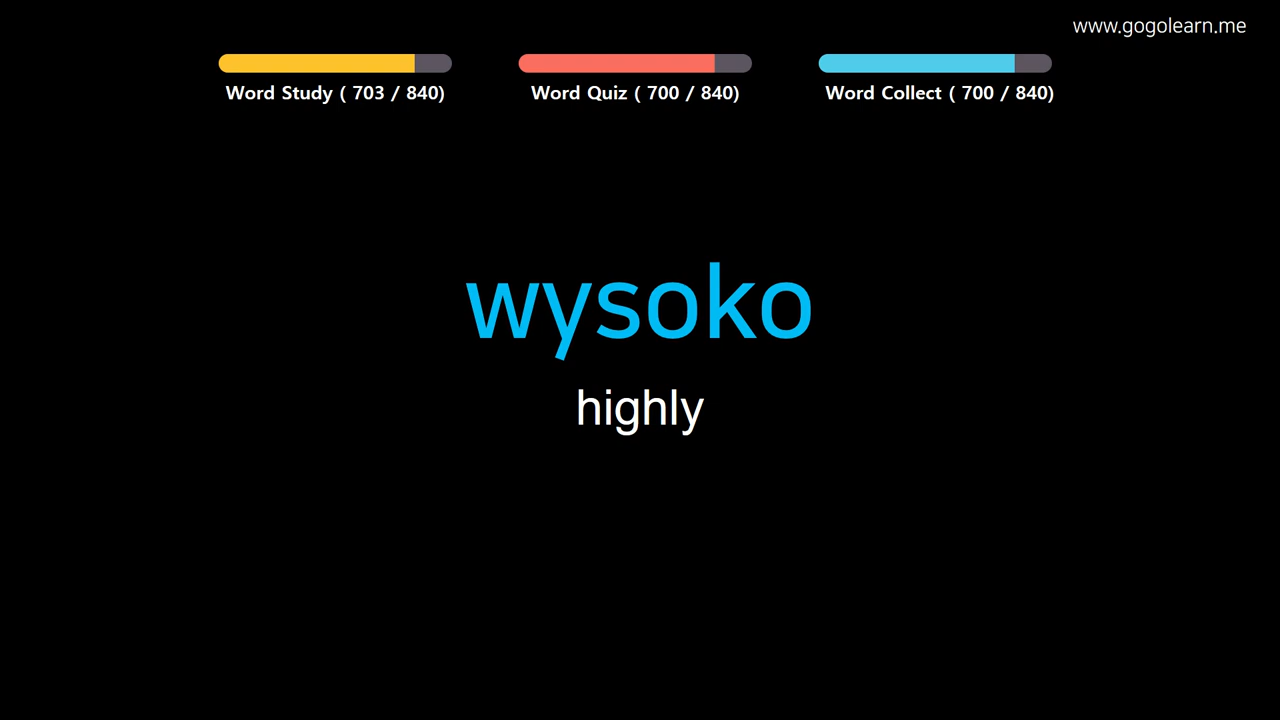 www.gogolearn.me
Word Study ( 703 / 840)
Word Quiz ( 700 / 840)
Word Collect ( 700 / 840)
wysoko
highly